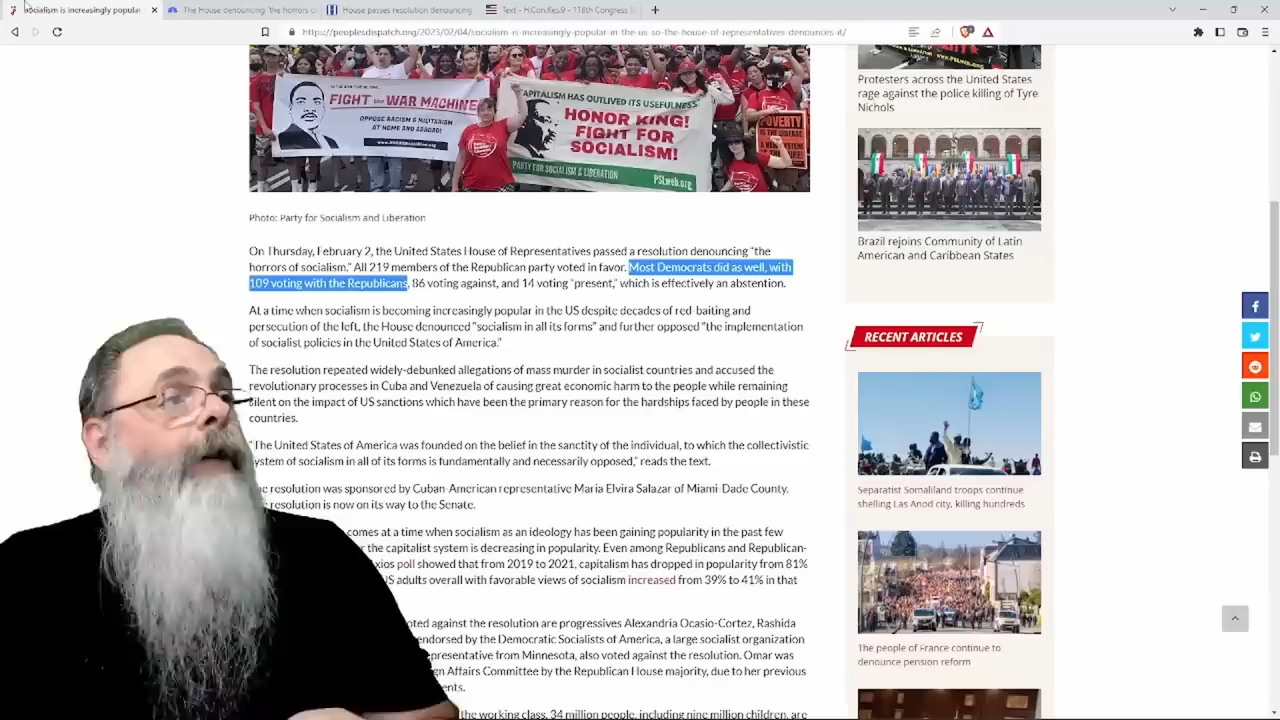 Socialism is increasingly popular
The House denouncing 'the horrors o
House passes resolution denouncing
Text - H.Con.Res.9 - 118th Congress
https://peoplesdispatch.org/2023/02/04/socialism-is-increasingly-popular-in-the-us-so-the-house-of-representatives-denounces-it/
FIGHT the WAR MACHINE
OPPOSE RACISM & MILITARISM
AT HOME AND ABROAD!
CAPITALISM HAS OUTLIVED ITS USEFULNESS
HONOR KING!
FIGHT FOR
SOCIALISM!
PARTY FOR SOCIALISM & LIBERATION
PSLweb.org
POVERTY
IS THE
DISEASE
Photo: Party for Socialism and Liberation
On Thursday, February 2, the United States House of Representatives passed a resolution denouncing "the
horrors of socialism." All 219 members of the Republican party voted in favor. Most Democrats did as well, with
109 voting with the Republicans, 86 voting against, and 14 voting "present," which is effectively an abstention.
At a time when socialism is becoming increasingly popular in the US despite decades of red-baiting and
persecution of the left, the House denounced "socialism in all its forms" and further opposed "the implementation
of socialist policies in the United States of America."
The resolution repeated widely-debunked allegations of mass murder in socialist countries and accused the
revolutionary processes in Cuba and Venezuela of causing great economic harm to the people while remaining
silent on the impact of US sanctions which have been the primary reason for the hardships faced by people in these
countries.
"The United States of America was founded on the belief in the sanctity of the individual, to which the collectivistic
system of socialism in all of its forms is fundamentally and necessarily opposed," reads the text.
resolution was sponsored by Cuban-American representative Maria Elvira Salazar of Miami-Dade County.
resolution is now on its way to the Senate.
comes at a time when socialism as an ideology has been gaining popularity in the past few
the capitalist system is decreasing in popularity. Even among Republicans and Republican-
xios poll showed that from 2019 to 2021, capitalism has dropped in popularity from 81%
US adults overall with favorable views of socialism increased from 39% to 41% in that
oted against the resolution are progressives Alexandria Ocasio-Cortez, Rashida
endorsed by the Democratic Socialists of America, a large socialist organization
presentative from Minnesota, also voted against the resolution. Omar was
gn Affairs Committee by the Republican House majority, due to her previous
ents.
the working class, 34 million people, including nine million children, are
Protesters across the United States
rage against the police killing of Tyre
Nichols
Brazil rejoins Community of Latin
American and Caribbean States
RECENT ARTICLES
Separatist Somaliland troops continue
shelling Las Anod city, killing hundreds
The people of France continue to
denounce pension reform